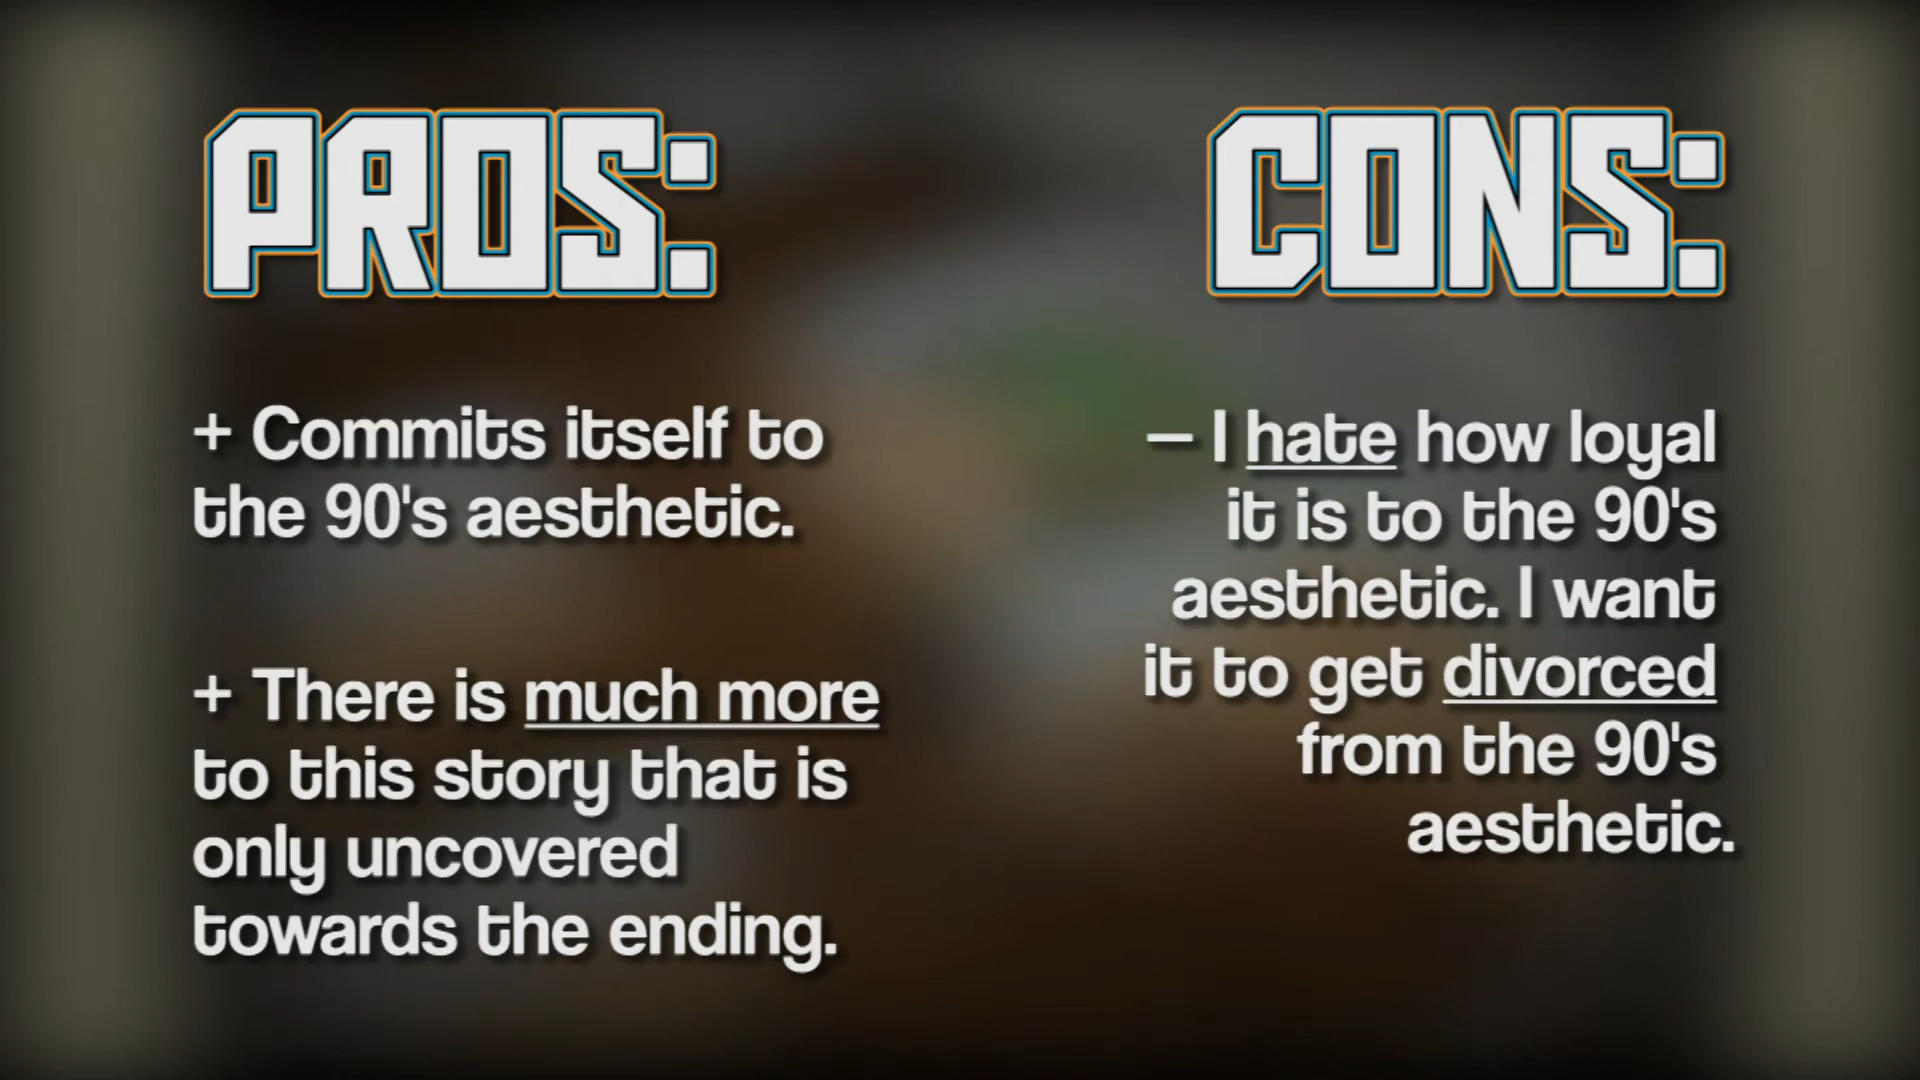 PROS:
+ Commits itself to
the 90's aesthetic.
+ There is much more
to this story that is
only uncovered
towards the ending.
CONS:
– I hate how loyal
it is to the 90's
aesthetic. I want
it to get divorced
from the 90's
aesthetic.